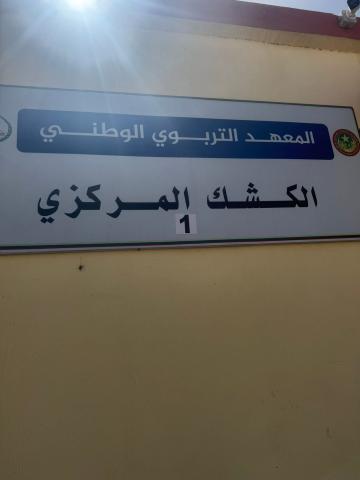 المعهد التربوي الوطني
الكشك المركزي
1